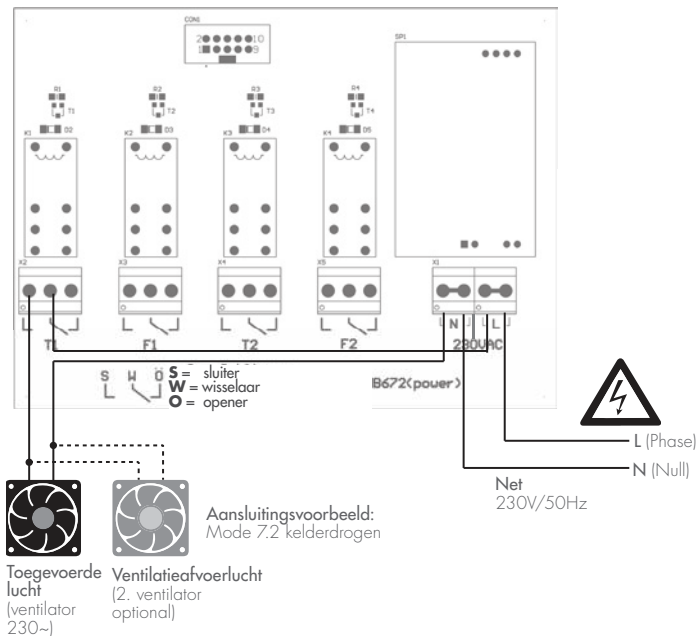 CON1
2 10
1 9
SP1
R1 R2 R3 R4
T1 T2 T3 T4
K1 D2 K2 D3 K3 D4 K4 D5
X2 X3 X4 X5 X1
N L
T1 F1 T2 F2 230VAC
S W Ö
S = sluiter
W = wisselaar
O = opener
B672(power)
L (Phase)
N (Null)
Net
230V/50Hz
Aansluitingsvoorbeeld:
Mode 7.2 kelderdrogen
Toegevoerde
lucht
(ventilator
230~)
Ventilatieafvoerlucht
(2. ventilator
optional)